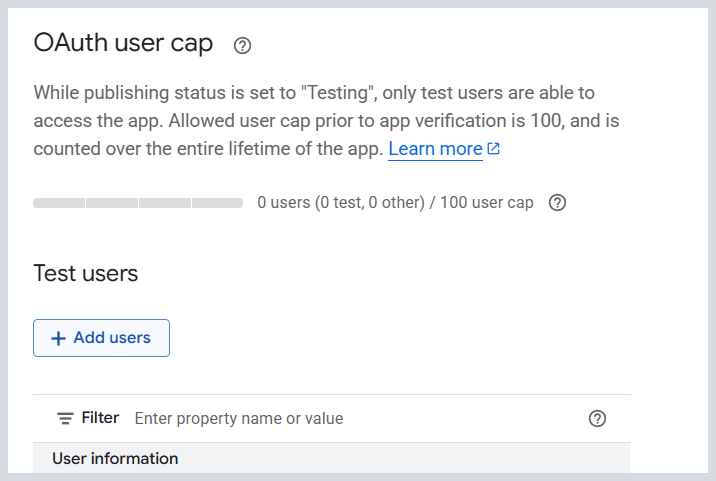 OAuth user cap
While publishing status is set to "Testing", only test users are able to
access the app. Allowed user cap prior to app verification is 100, and is
counted over the entire lifetime of the app. Learn more
0 users (0 test, 0 other) / 100 user cap
Test users
+ Add users
Filter Enter property name or value
User information